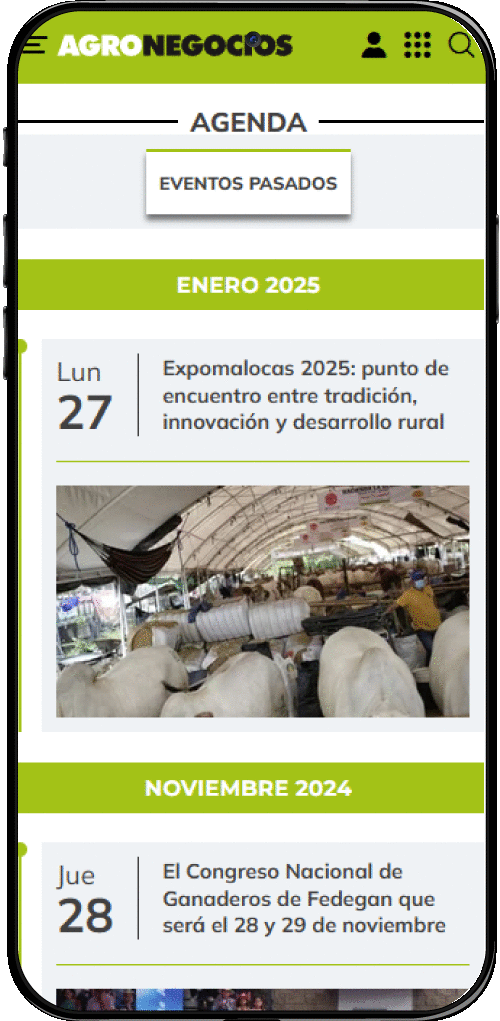 AGRONEGOCIOS
AGENDA
EVENTOS PASADOS
ENERO 2025
Lun
27
Expomalocas 2025: punto de
encuentro entre tradición,
innovación y desarrollo rural
NOVIEMBRE 2024
Jue
28
El Congreso Nacional de
Ganaderos de Fedegan que
será el 28 y 29 de noviembre